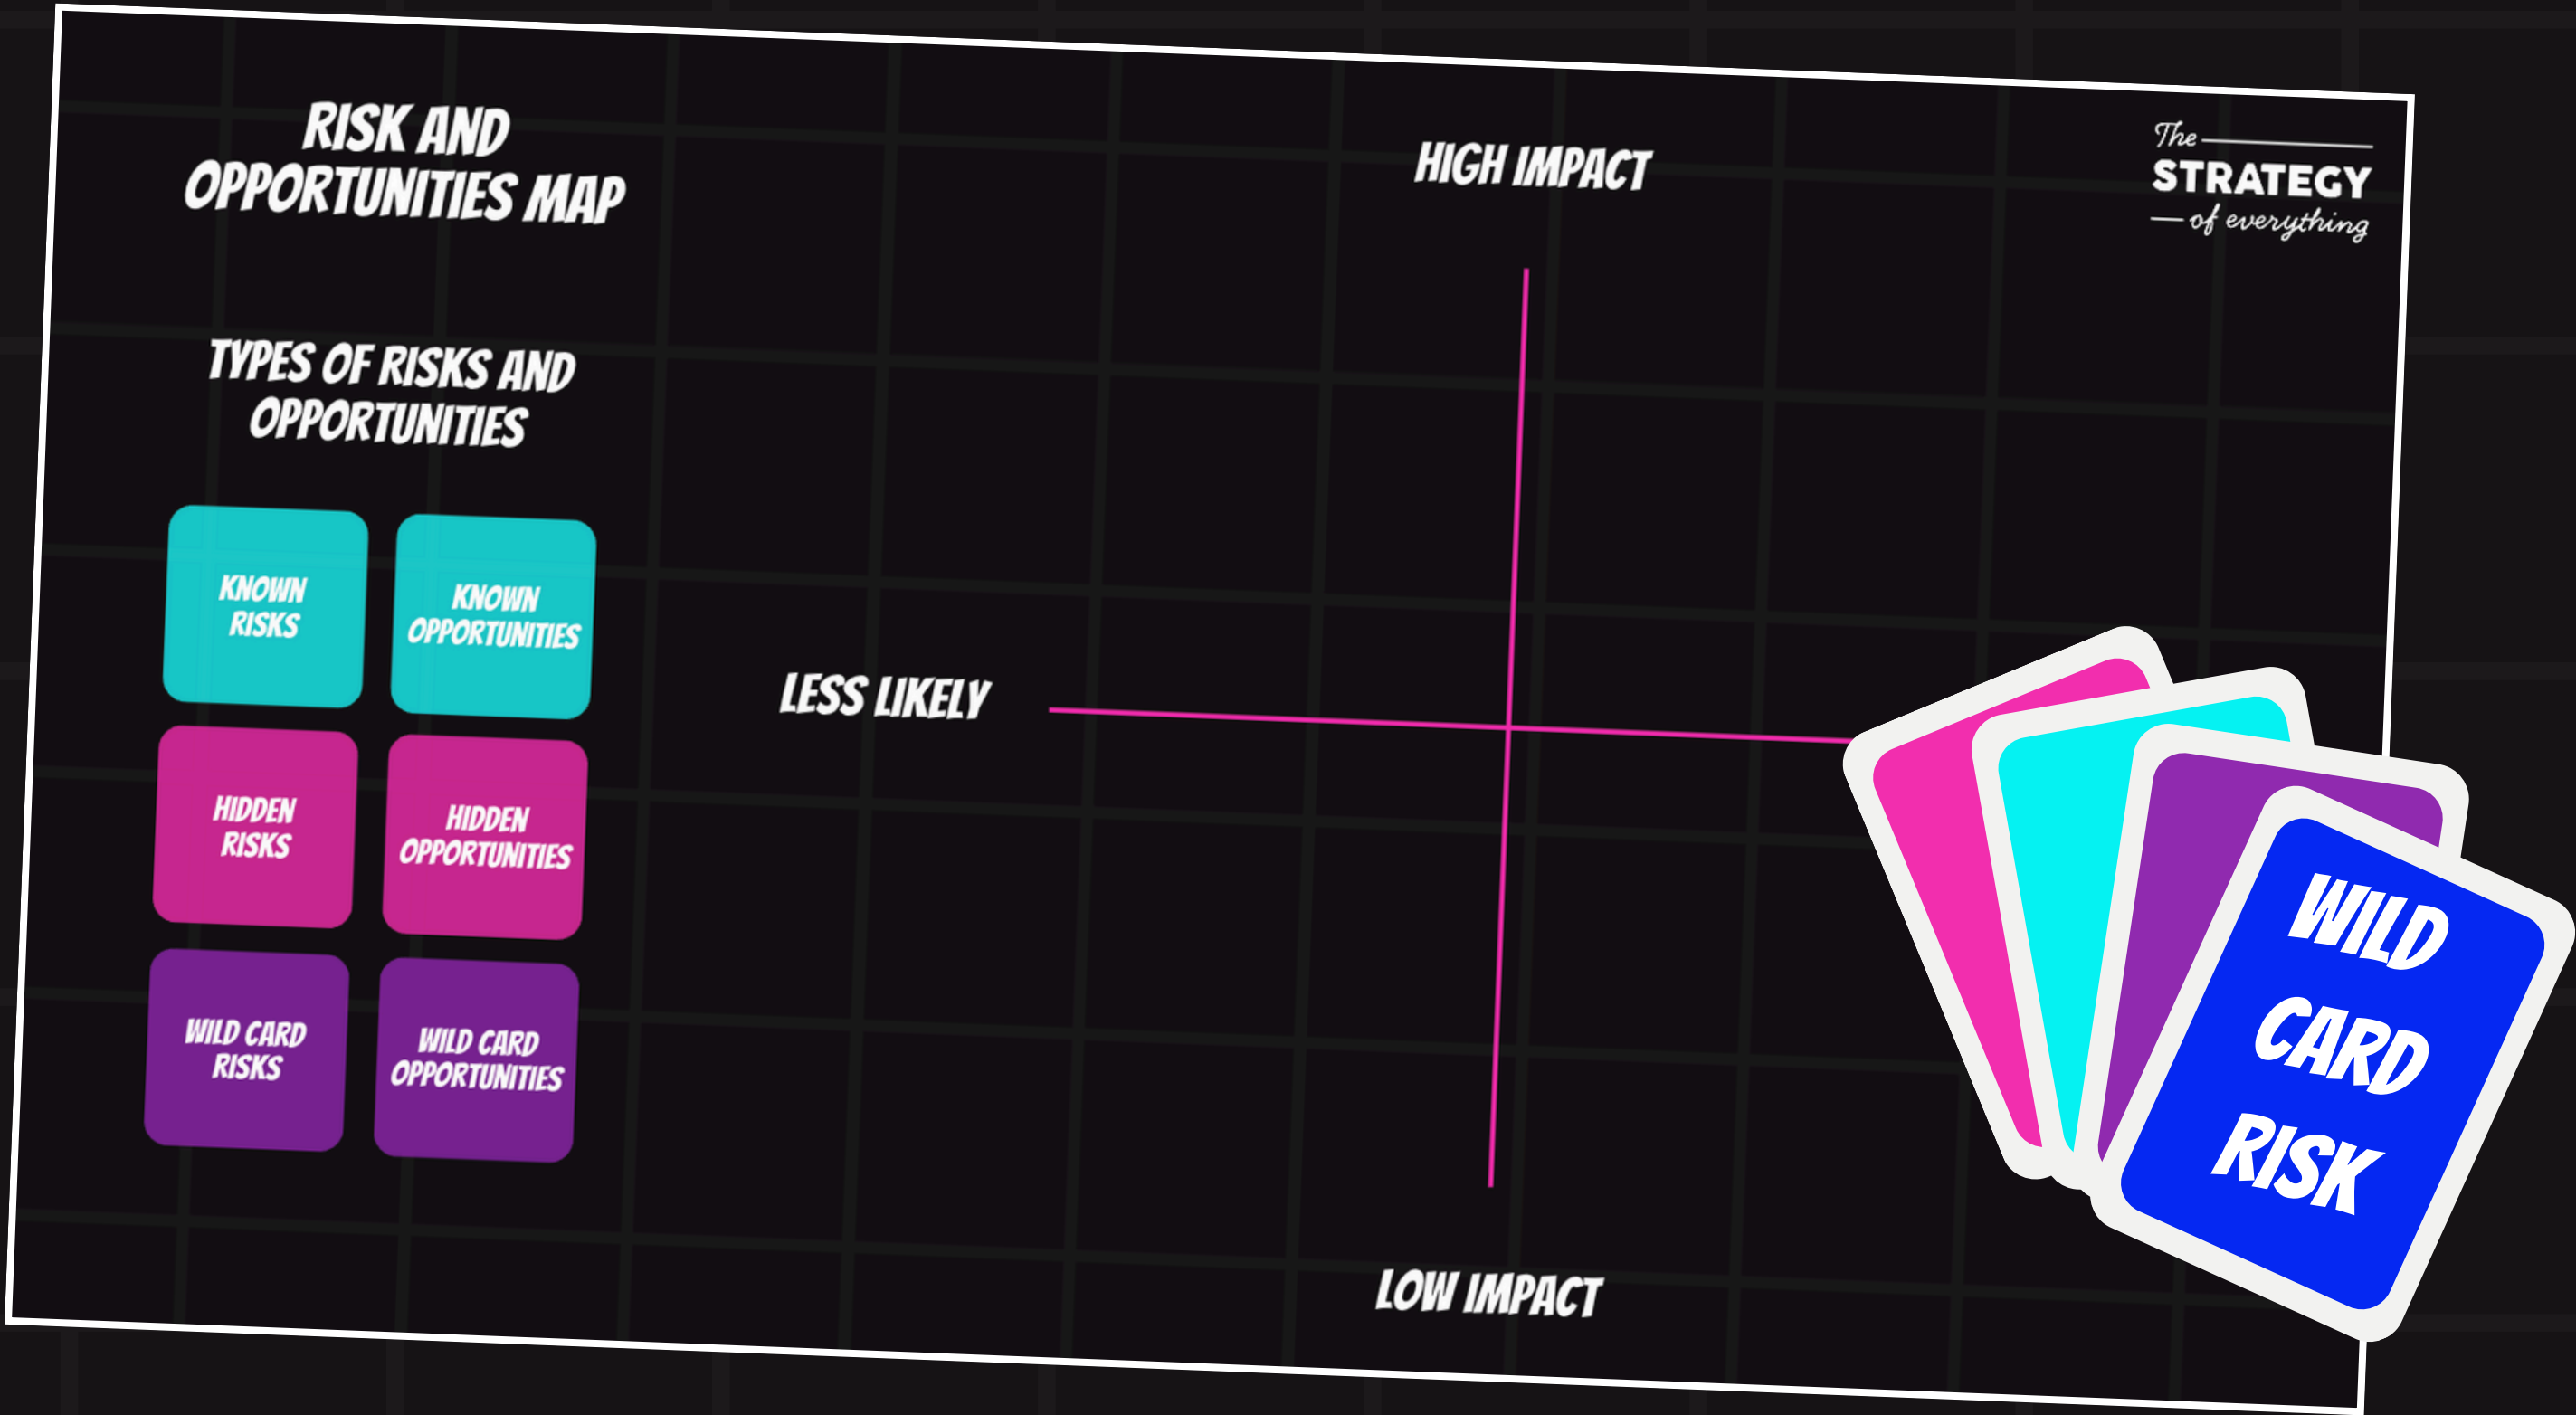 RISK AND
OPPORTUNITIES MAP
TYPES OF RISKS AND
OPPORTUNITIES
KNOWN
RISKS
KNOWN
OPPORTUNITIES
HIDDEN
RISKS
HIDDEN
OPPORTUNITIES
WILD CARD
RISKS
WILD CARD
OPPORTUNITIES
HIGH IMPACT
LESS LIKELY
LOW IMPACT
The
STRATEGY
of everything
WILD
CARD
RISK